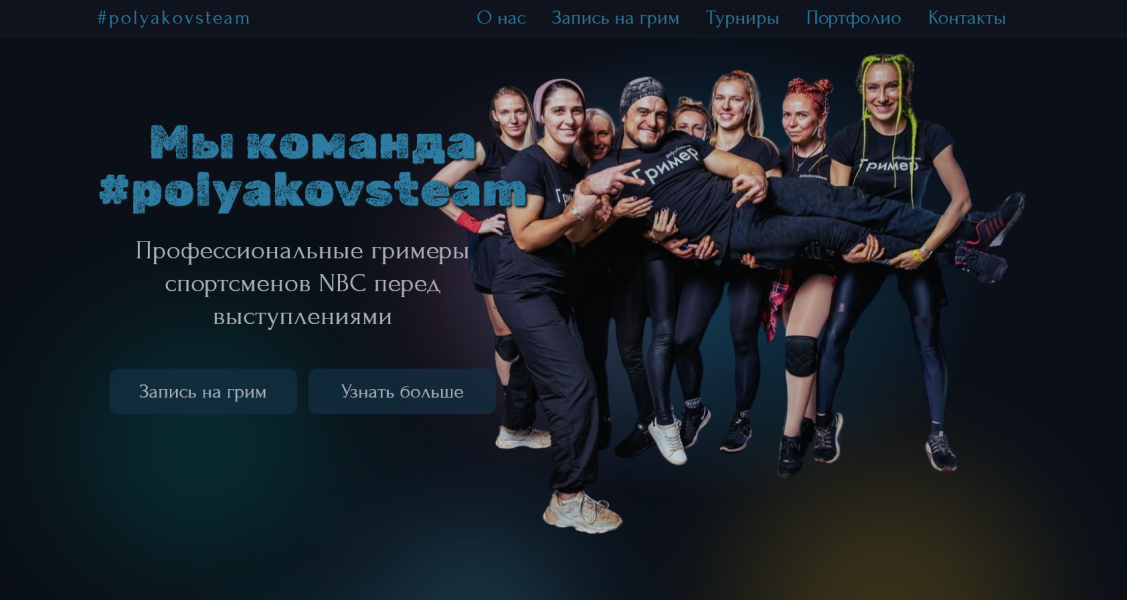 #polyakovsteam
О нас
Запись на грим
Турниры
Портфолио
Контакты
Мы команда
#polyakovsteam
Профессиональные гримеры
спортсменов NBC перед
выступлениями
Запись на грим
Узнать больше
Гример
Гример